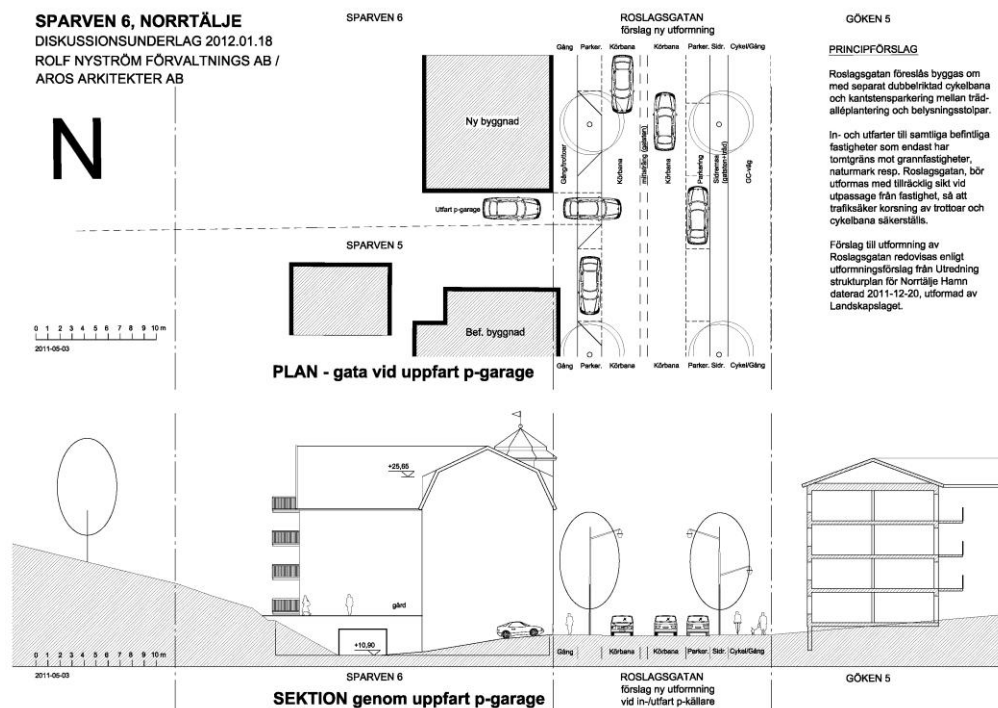 SPARVEN 6, NORRTÄLJE
DISKUSSIONSUNDERLAG 2012.01.18
ROLF NYSTRÖM FÖRVALTNINGS AB /
AROS ARKITEKTER AB
N
SPARVEN 6
ROSLAGSGATAN
förslag ny utformning
GÖKEN 5
Gång Parker. Körbana Körbana Parker. Sidr. Cykel/Gång
PRINCIPFÖRSLAG
Roslagsgatan föreslås byggas om
med separat dubbelriktad cykelbana
och kantstensparkering mellan träd-
alléplantering och belysningsstolpar.
In- och utfarter till samtliga befintliga
fastigheter som endast har
tomtgräns mot grannfastigheter,
naturmark resp. Roslagsgatan, bör
utformas med tillräcklig sikt vid
utpassage från fastighet, så att
trafiksäker korsning av trottoar och
cykelbana säkerställs.
Förslag till utformning av
Roslagsgatan redovisas enligt
utformningsförslag från Utredning
strukturplan för Norrtälje Hamn
daterad 2011-12-20, utformad av
Landskapslaget.
Ny byggnad
Gång/trottoar
Körbana
(gatsten)
Körbana
Parkering
Sidremsa
(gatsten+träd)
GC-väg
Utfart p-garage
SPARVEN 5
Bef. byggnad
0 1 2 3 4 5 6 7 8 9 10 m
2011-05-03
Gång Parker. Körbana Körbana Parker. Sidr. Cykel/Gång
PLAN - gata vid uppfart p-garage
+25,65
gård
+10,90
0 1 2 3 4 5 6 7 8 9 10 m
2011-05-03
Gång Körbana Körbana Parker. Sidr. Cykel/Gång
SPARVEN 6
SEKTION genom uppfart p-garage
ROSLAGSGATAN
förslag ny utformning
vid in-/utfart p-källare
GÖKEN 5